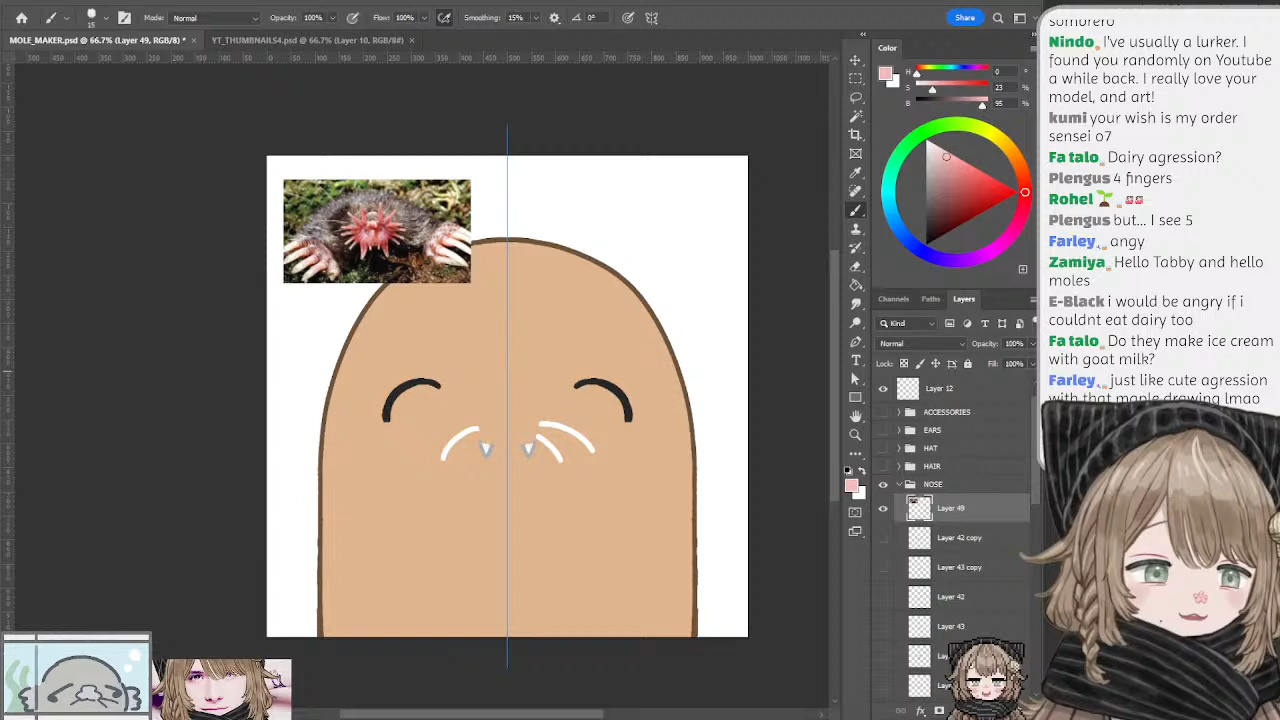 15
Mode: Normal
Opacity: 100%
Flow: 100%
Smoothing: 15%
0°
Share
MOLE_MAKER.psd @ 66.7% (Layer 49, RGB/8) *
YT_THUMBNAILS4.psd @ 66.7% (Layer 10, RGB/8#)
Color
H 0 °
S 23 %
B 95 %
Channels
Paths
Layers
Kind
Normal
Opacity: 100%
Lock:
Fill: 100%
Layer 12
ACCESSORIES
EARS
HAT
HAIR
NOSE
Layer 49
Layer 42 copy
Layer 43 copy
Layer 42
Layer 43
fx
somorero
Nindo I've usually a lurker. I
found you randomly on Youtube
a while back. I really love your
model, and art!
kumi your wish is my order
sensei o7
Fa talo Dairy agression?
Plengus 4 fingers
Rohel
Plengus but... I see 5
Farley angy
Zamiya Hello Tabby and hello
moles
E-Black i would be angry if i
couldnt eat dairy too
Fa talo Do they make ice cream
with goat milk?
Farley just like cute agression
with that maple drawing lmao